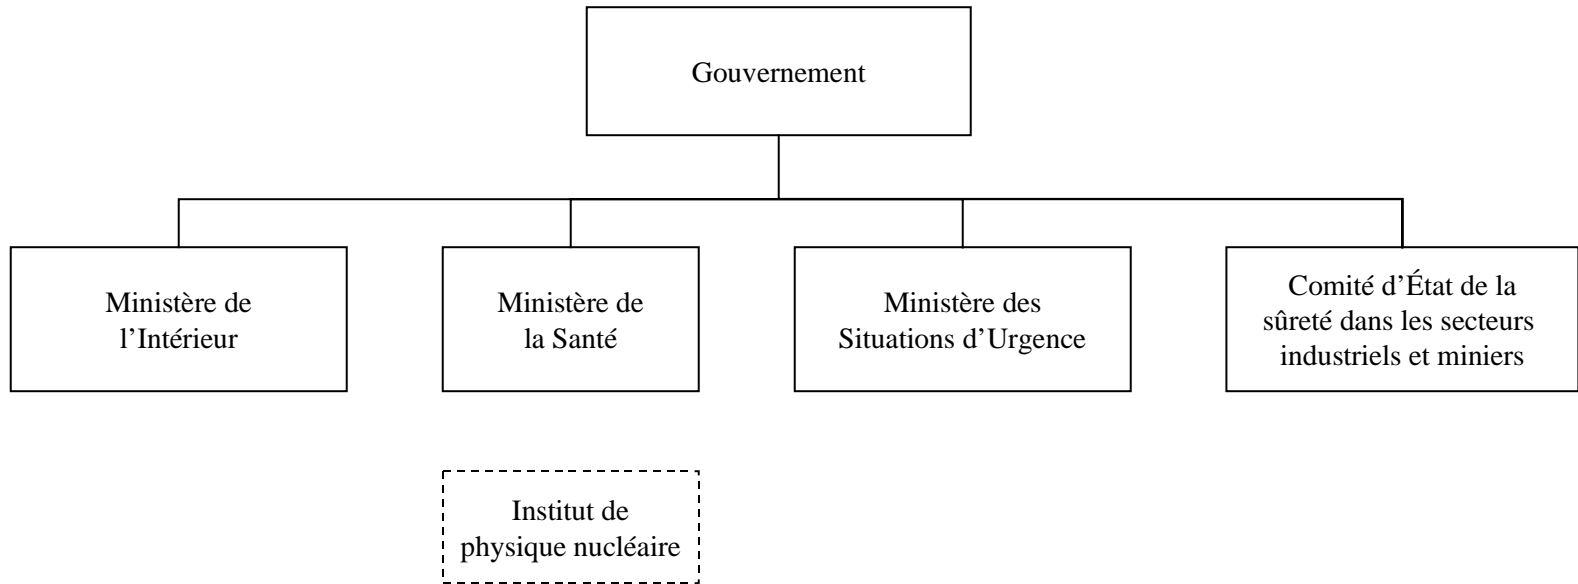 Gouvernement
Ministère de
l’Intérieur
Ministère de
la Santé
Ministère des
Situations d’Urgence
Comité d’État de la
sûreté dans les secteurs
industriels et miniers
Institut de
physique nucléaire